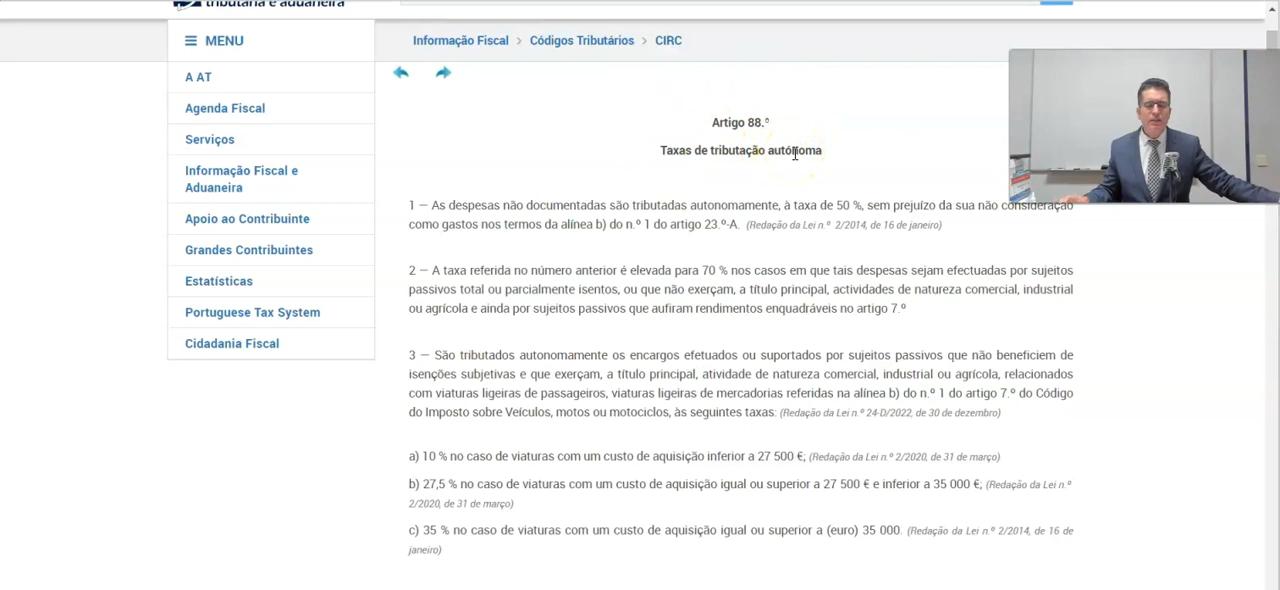 tributária e aduaneira
MENU
Informação Fiscal > Códigos Tributários > CIRC
A AT
Agenda Fiscal
Serviços
Informação Fiscal e
Aduaneira
Apoio ao Contribuinte
Grandes Contribuintes
Estatísticas
Portuguese Tax System
Cidadania Fiscal
Artigo 88.º
Taxas de tributação autónoma
1 — As despesas não documentadas são tributadas autonomamente, à taxa de 50 %, sem prejuízo da sua não consideração
como gastos nos termos da alínea b) do n.º 1 do artigo 23.º-A. (Redação da Lei n.º 2/2014, de 16 de janeiro)
2 — A taxa referida no número anterior é elevada para 70 % nos casos em que tais despesas sejam efectuadas por sujeitos
passivos total ou parcialmente isentos, ou que não exerçam, a título principal, actividades de natureza comercial, industrial
ou agrícola e ainda por sujeitos passivos que aufiram rendimentos enquadráveis no artigo 7.º
3 — São tributados autonomamente os encargos efetuados ou suportados por sujeitos passivos que não beneficiem de
isenções subjetivas e que exerçam, a título principal, atividade de natureza comercial, industrial ou agrícola, relacionados
com viaturas ligeiras de passageiros, viaturas ligeiras de mercadorias referidas na alínea b) do n.º 1 do artigo 7.º do Código
do Imposto sobre Veículos, motos ou motociclos, às seguintes taxas: (Redação da Lei n.º 24-D/2022, de 30 de dezembro)
a) 10 % no caso de viaturas com um custo de aquisição inferior a 27 500 €; (Redação da Lei n.º 2/2020, de 31 de março)
b) 27,5 % no caso de viaturas com um custo de aquisição igual ou superior a 27 500 € e inferior a 35 000 €; (Redação da Lei n.º
2/2020, de 31 de março)
c) 35 % no caso de viaturas com um custo de aquisição igual ou superior a (euro) 35 000. (Redação da Lei n.º 2/2014, de 16 de
janeiro)